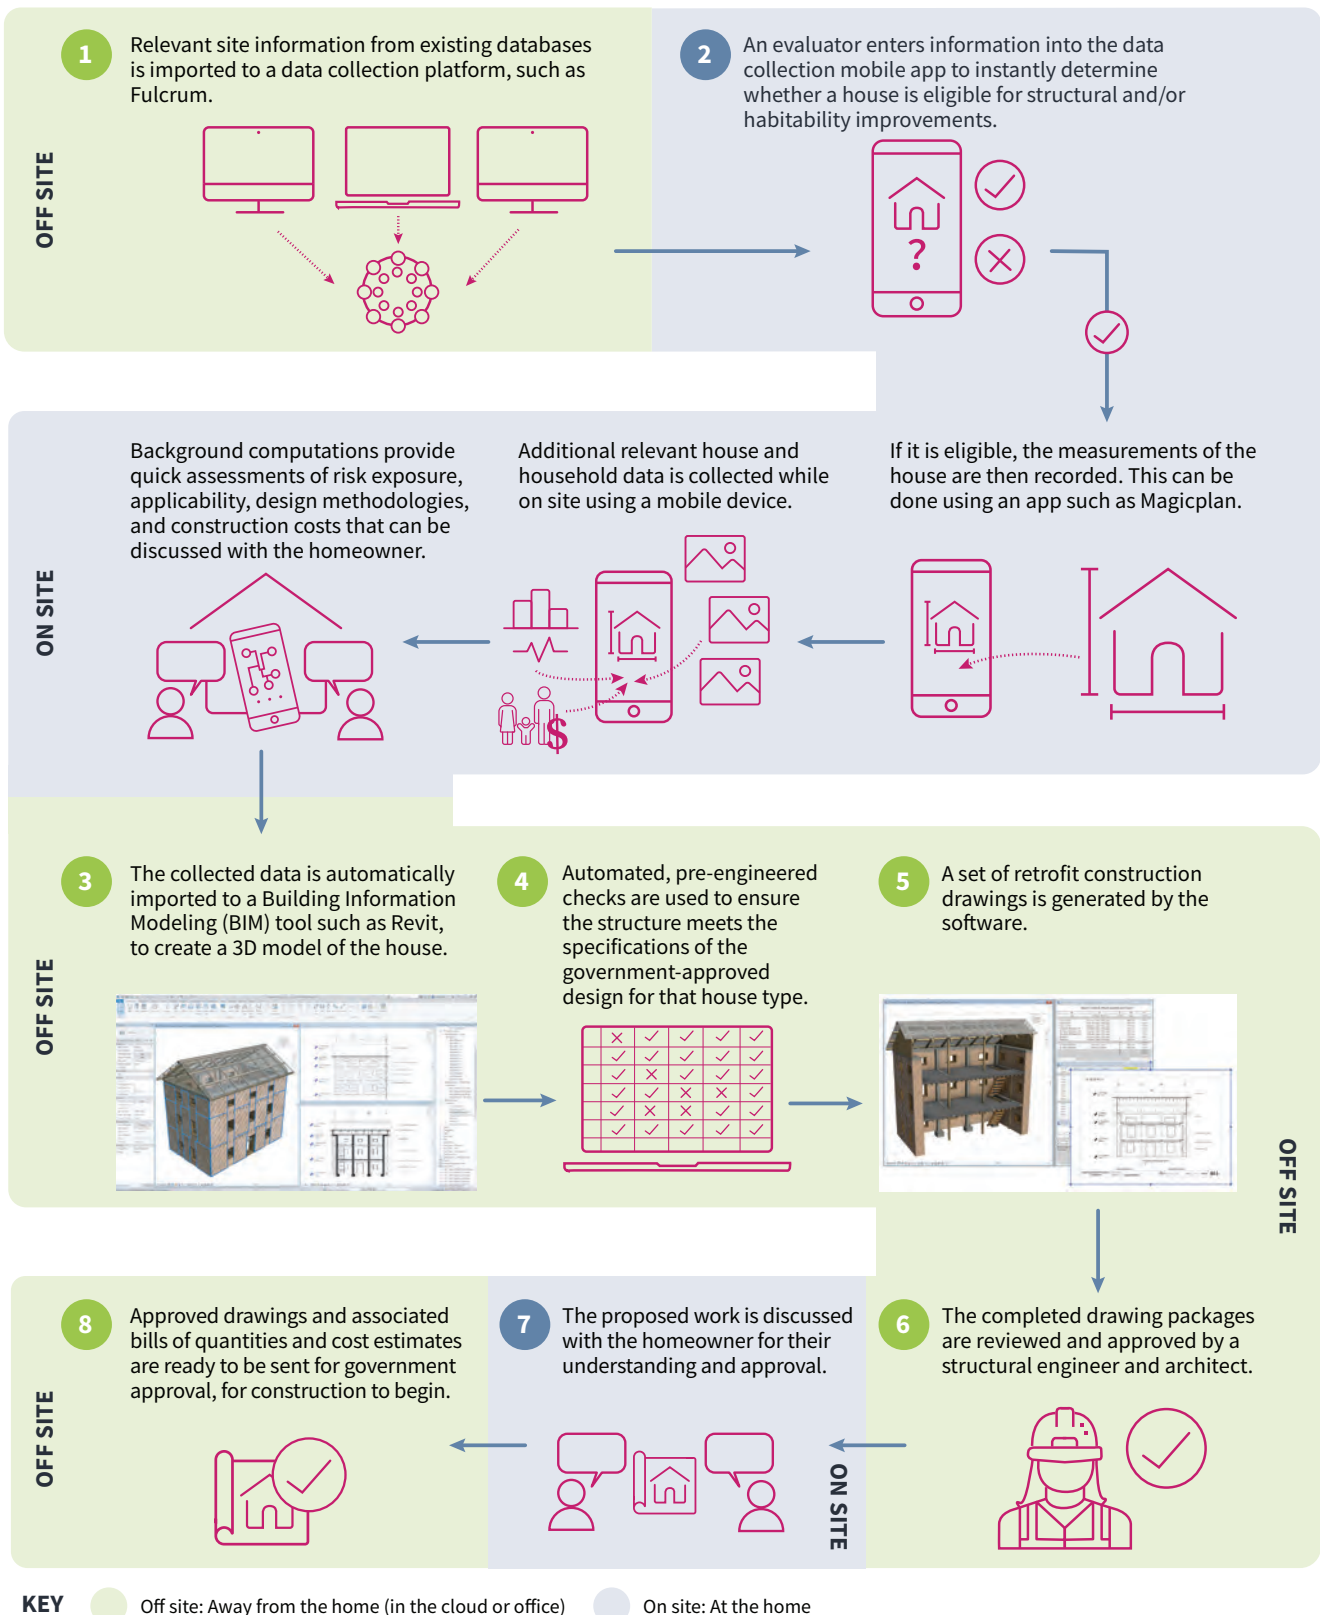 1
Relevant site information from existing databases
is imported to a data collection platform, such as
Fulcrum.
OFF SITE
2
An evaluator enters information into the data
collection mobile app to instantly determine
whether a house is eligible for structural and/or
habitability improvements.
?
If it is eligible, the measurements of the
house are then recorded. This can be
done using an app such as Magicplan.
Additional relevant house and
household data is collected while
on site using a mobile device.
$
Background computations provide
quick assessments of risk exposure,
applicability, design methodologies,
and construction costs that can be
discussed with the homeowner.
ON SITE
3
The collected data is automatically
imported to a Building Information
Modeling (BIM) tool such as Revit,
to create a 3D model of the house.
OFF SITE
4
Automated, pre-engineered
checks are used to ensure
the structure meets the
specifications of the
government-approved
design for that house type.
5
A set of retrofit construction
drawings is generated by the
software.
OFF SITE
6
The completed drawing packages
are reviewed and approved by a
structural engineer and architect.
7
The proposed work is discussed
with the homeowner for their
understanding and approval.
ON SITE
8
Approved drawings and associated
bills of quantities and cost estimates
are ready to be sent for government
approval, for construction to begin.
OFF SITE
KEY
Off site: Away from the home (in the cloud or office)
On site: At the home